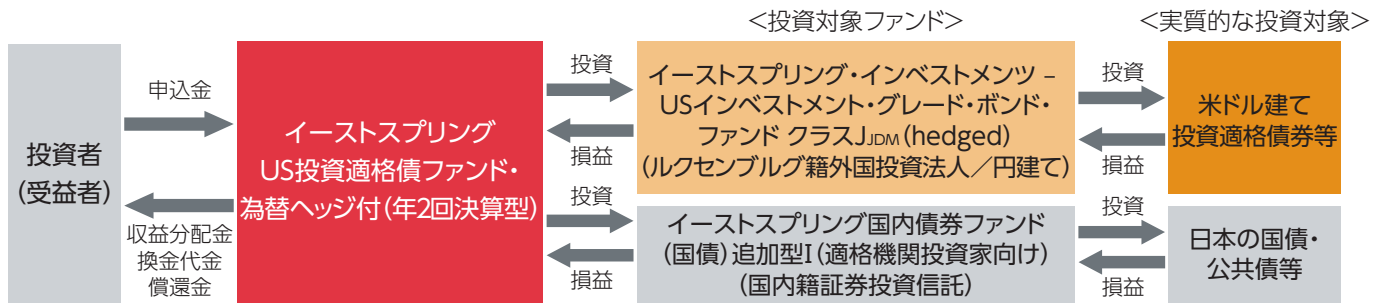 ＜投資対象ファンド＞
＜実質的な投資対象＞
投資者
（受益者）
申込金
収益分配金
換金代金
償還金
イーストスプリング
US投資適格債ファンド・
為替ヘッジ付（年2回決算型）
投資
損益
投資
損益
イーストスプリング・インベストメンツ –
USインベストメント・グレード・ボンド・
ファンド クラスJJDM（hedged）
（ルクセンブルグ籍外国投資法人／円建て）
イーストスプリング国内債券ファンド
（国債）追加型I（適格機関投資家向け）
（国内籍証券投資信託）
投資
損益
投資
損益
米ドル建て
投資適格債券等
日本の国債・
公共債等